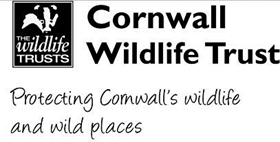 THE
wildlife
TRUSTS
Cornwall
Wildlife Trust
Protecting Cornwall's wildlife
and wild places